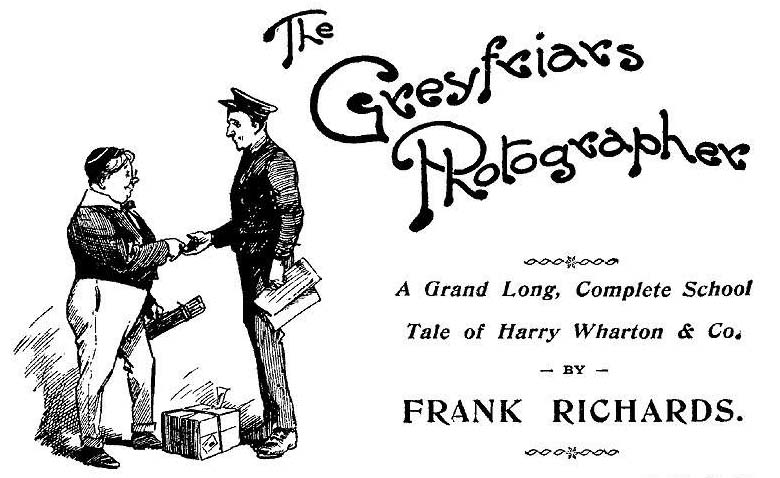 The
Greyfriars
Photographer
A Grand Long, Complete School
Tale of Harry Wharton & Co.
— BY —
FRANK RICHARDS.